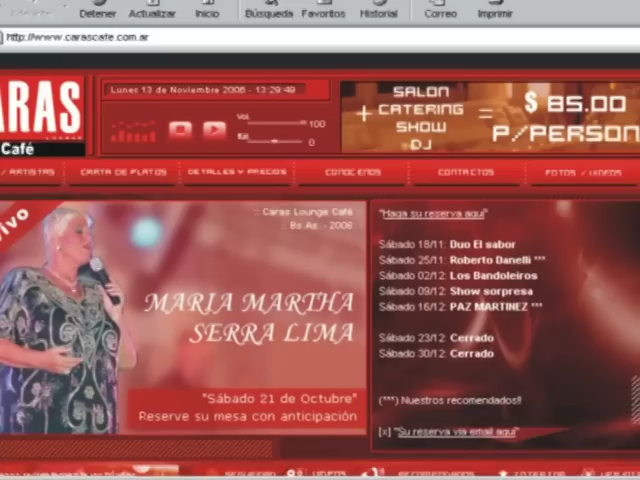 Detener Actualizar Inicio Búsqueda Favoritos Historial Correo Imprimir
http://www.carascafe.com.ar
CARAS
LOUNGE
Café
Lunes 13 de Noviembre 2006 - 13:29:49
Vol. 100
Bal. 0
+ SALON CATERING SHOW DJ = $ 85.00 P/PERSON
/ ARTISTAS CARTA DE PLATOS DETALLES Y PRECIOS CONOCENOS CONTACTOS FOTOS / VIDEOS
vivo
:: Caras Lounge Café ::
:: Bs.As. - 2006::
MARIA MARTHA
SERRA LIMA
"Sábado 21 de Octubre"
Reserve su mesa con anticipación
"Haga su reserva aquí"
Sábado 18/11: Duo El sabor
Sábado 25/11: Roberto Danelli ***
Sábado 02/12: Los Bandoleiros
Sábado 09/12: Show sorpresa
Sábado 16/12: PAZ MARTINEZ ***
Sábado 23/12: Cerrado
Sábado 30/12: Cerrado
(***) Nuestros recomendados!!
[x] "Su reserva via email aquí"